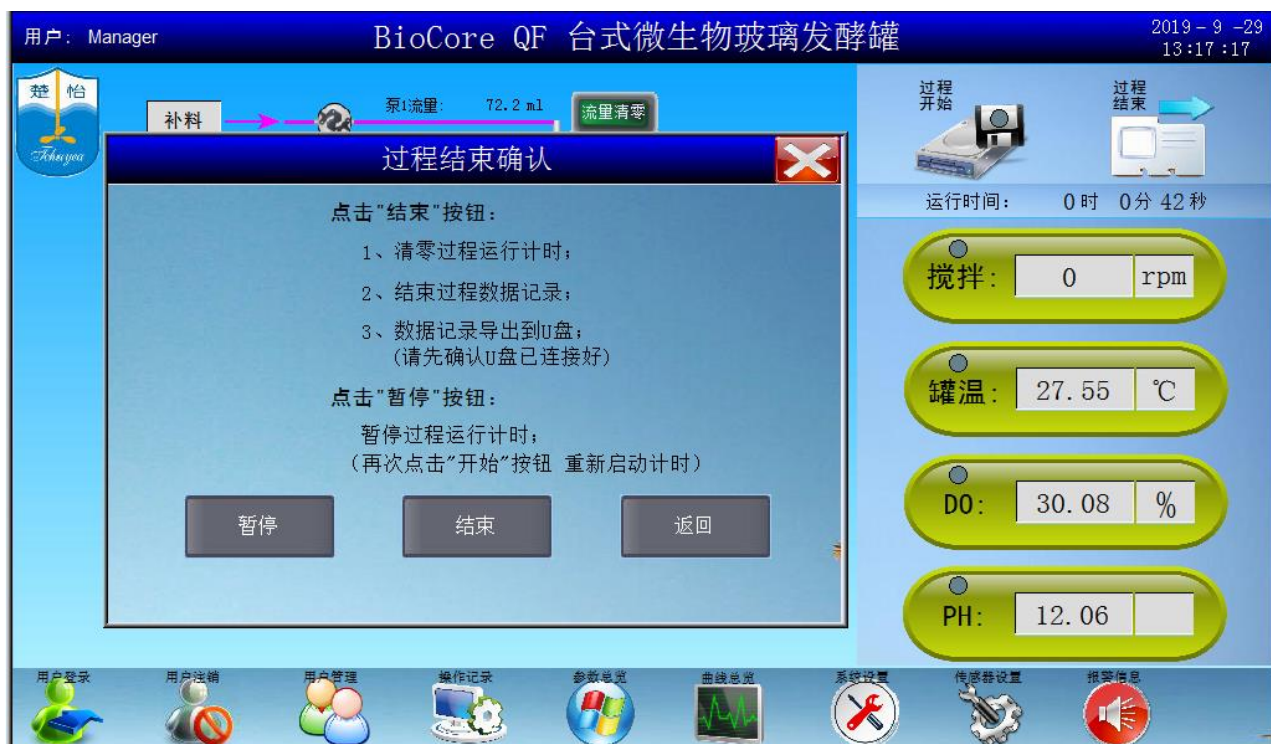 用户: Manager
BioCore QF 台式微生物玻璃发酵罐
2019-9-29
13:17:17
楚怡
Tchuyea
补料
泵1流量: 72.2 ml
流量清零
过程开始
过程结束
运行时间: 0时 0分 42秒
过程结束确认
点击"结束"按钮:
1、清零过程运行计时;
2、结束过程数据记录;
3、数据记录导出到U盘;
(请先确认U盘已连接好)
点击"暂停"按钮:
暂停过程运行计时;
(再次点击"开始"按钮 重新启动计时)
暂停
结束
返回
搅拌: 0 rpm
罐温: 27.55 ℃
DO: 30.08 %
PH: 12.06
用户登录
用户注销
用户管理
操作记录
参数总览
曲线总览
系统设置
传感器设置
报警信息